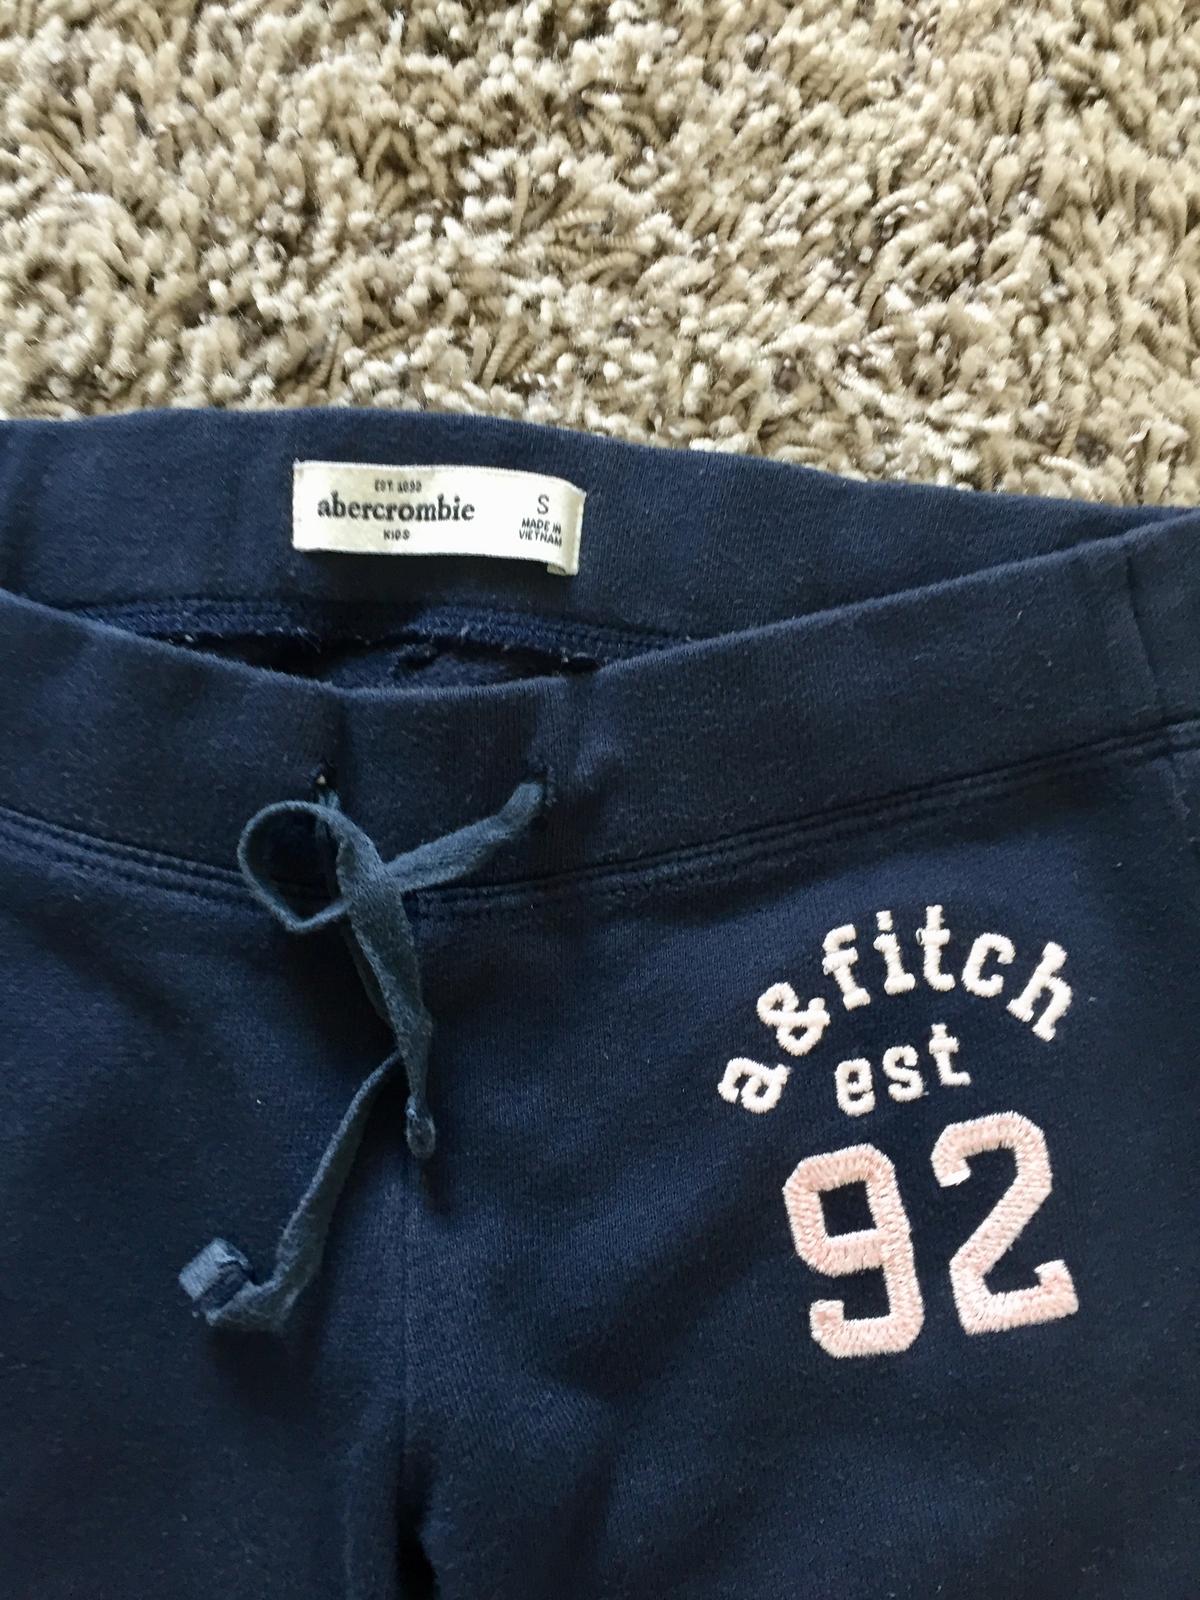 EST. 1892
abercrombie
KIDS
S
MADE IN
VIETNAM
a&fitch
est
92